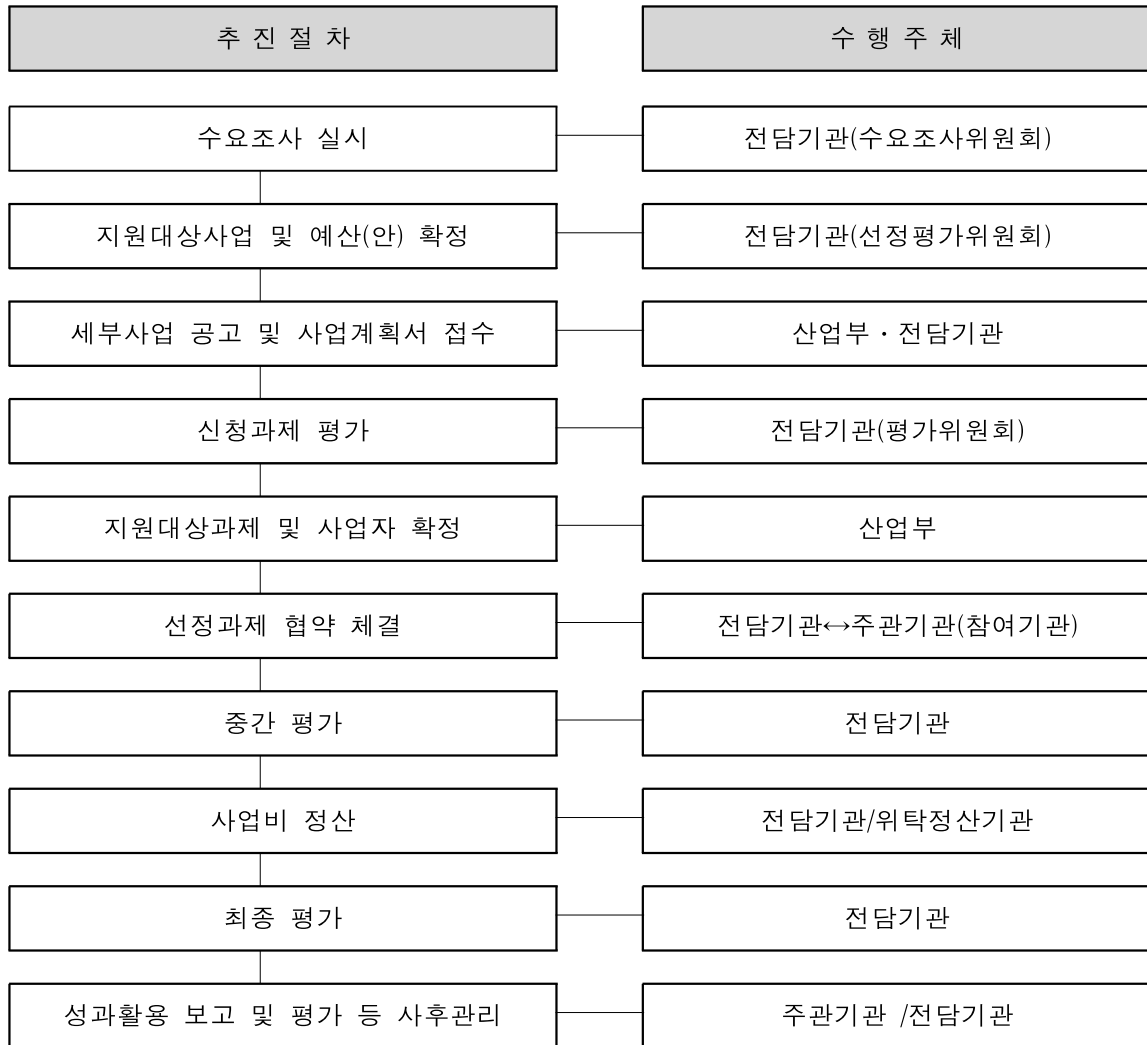 추진절차 수행주체
수요조사 실시 전담기관(수요조사위원회)
지원대상사업 및 예산(안) 확정 전담기관(선정평가위원회)
세부사업 공고 및 사업계획서 접수 산업부·전담기관
신청과제 평가 전담기관(평가위원회)
지원대상과제 및 사업자 확정 산업부
선정과제 협약 체결 전담기관↔주관기관(참여기관)
중간 평가 전담기관
사업비 정산 전담기관/위탁정산기관
최종 평가 전담기관
성과활용 보고 및 평가 등 사후관리 주관기관 /전담기관